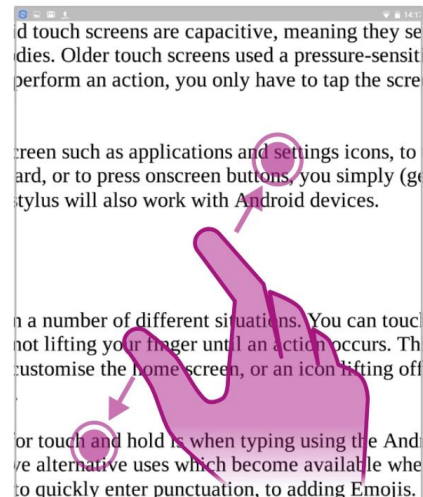 14:17
d touch screens are capacitive, meaning they se
dies. Older touch screens used a pressure-sensit
perform an action, you only have to tap the scre
creen such as applications and settings icons, to
ard, or to press onscreen buttons, you simply (ge
stylus will also work with Android devices.
n a number of different situations. You can touc
not lifting your finger until an action occurs. Th
customise the home screen, or an icon lifting off
.
or touch and hold is when typing using the Andr
ve alternative uses which become available whe
to quickly enter punctuation, to adding Emojis.